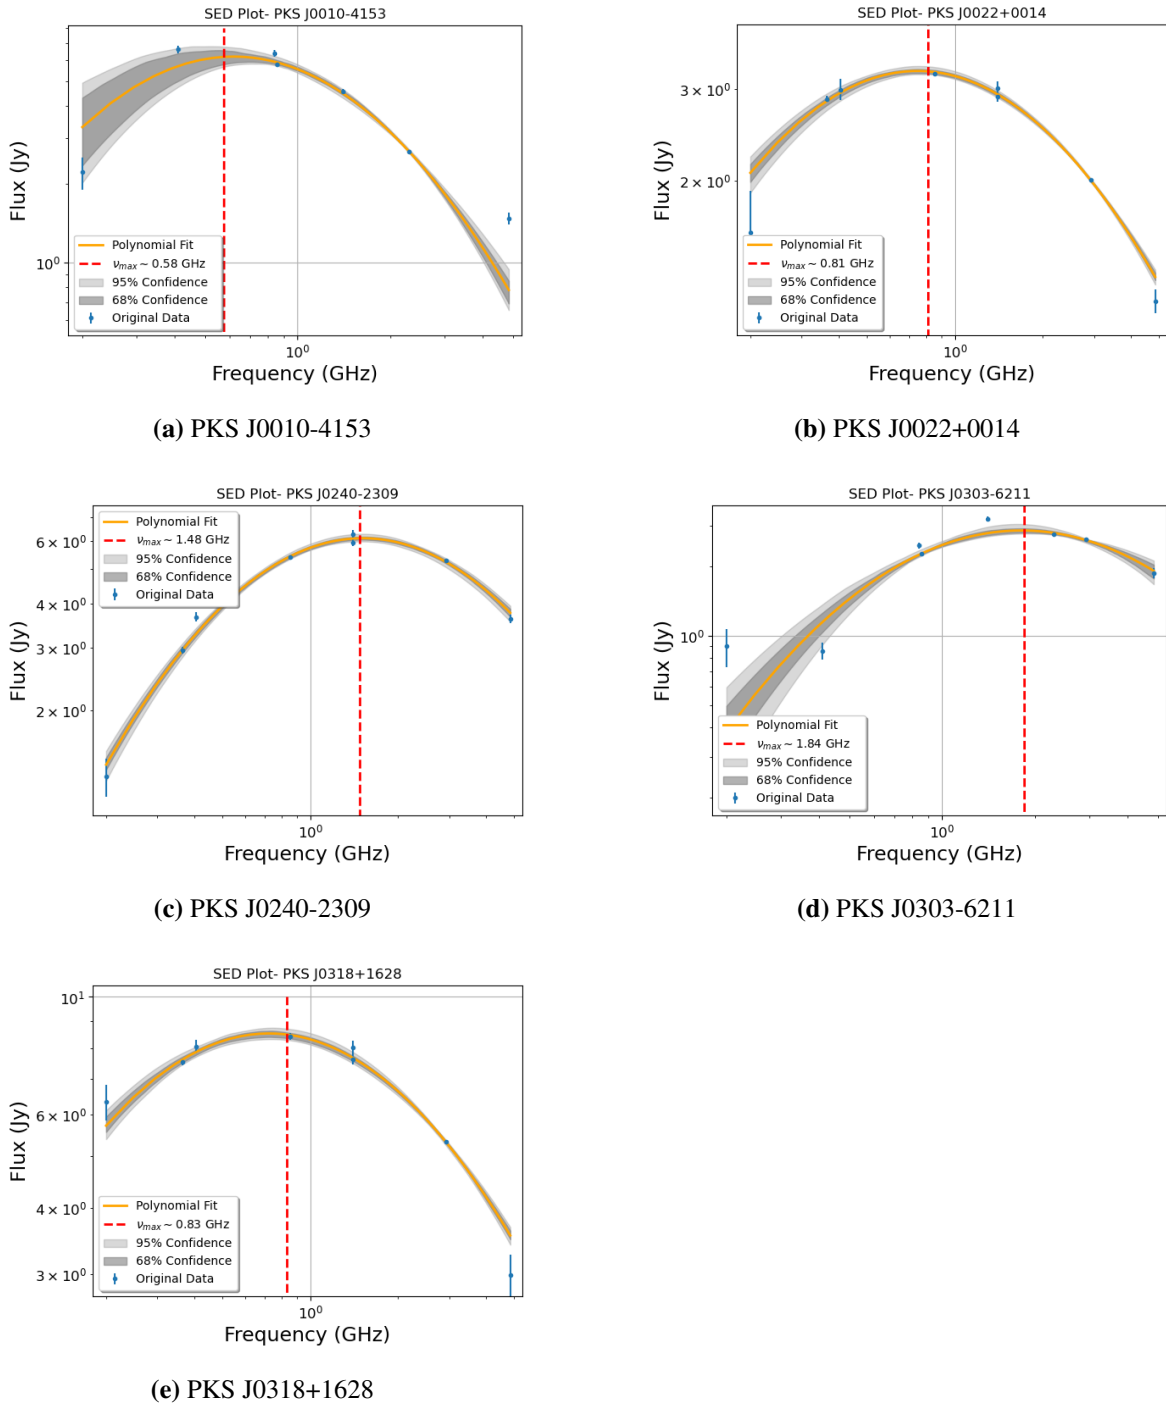 SED Plot- PKS J0010-4153
Flux (Jy)
10⁰
Polynomial Fit
ν_max ~ 0.58 GHz
95% Confidence
68% Confidence
Original Data
10⁰
Frequency (GHz)
(a) PKS J0010-4153
SED Plot- PKS J0022+0014
Flux (Jy)
3 × 10⁰
2 × 10⁰
Polynomial Fit
ν_max ~ 0.81 GHz
95% Confidence
68% Confidence
Original Data
10⁰
Frequency (GHz)
(b) PKS J0022+0014
SED Plot- PKS J0240-2309
Flux (Jy)
6 × 10⁰
4 × 10⁰
3 × 10⁰
2 × 10⁰
Polynomial Fit
ν_max ~ 1.48 GHz
95% Confidence
68% Confidence
Original Data
10⁰
Frequency (GHz)
(c) PKS J0240-2309
SED Plot- PKS J0303-6211
Flux (Jy)
10⁰
Polynomial Fit
ν_max ~ 1.84 GHz
95% Confidence
68% Confidence
Original Data
10⁰
Frequency (GHz)
(d) PKS J0303-6211
SED Plot- PKS J0318+1628
Flux (Jy)
10¹
6 × 10⁰
4 × 10⁰
3 × 10⁰
Polynomial Fit
ν_max ~ 0.83 GHz
95% Confidence
68% Confidence
Original Data
10⁰
Frequency (GHz)
(e) PKS J0318+1628